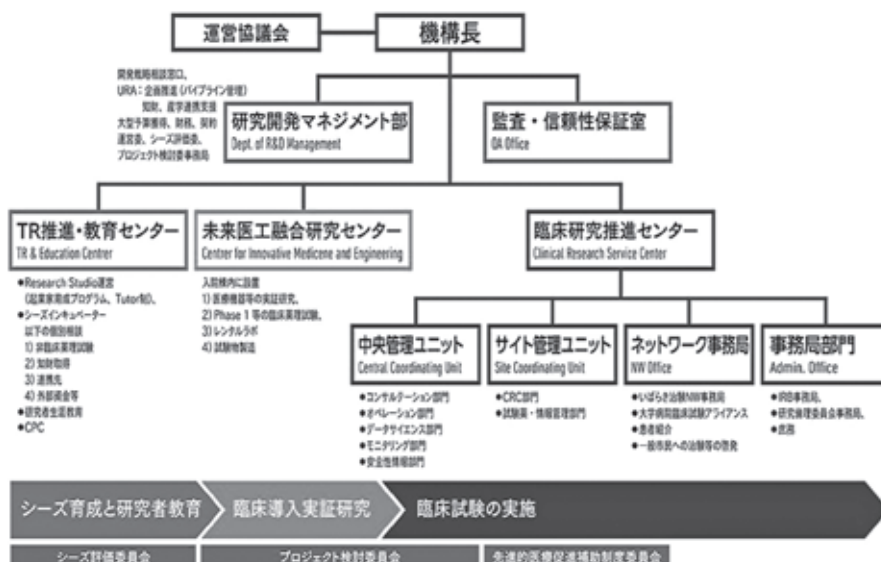 運営協議会
機構長
開発戦略相談窓口、
URA：企画推進（パイプライン管理）
知財、産学連携支援
大型予算獲得、財務、契約
運営委、シーズ評価委、
プロジェクト検討委事務局
研究開発マネジメント部
Dept. of R&D Management
監査・信頼性保証室
QA Office
TR推進・教育センター
TR & Education Centrer
未来医工融合研究センター
Centrer for Innovative Medicene and Engineering
臨床研究推進センター
Clinical Research Service Center
●Research Studio運営
（起業家育成プログラム、Tutor制）、
●シーズインキュベーター
以下の個別相談
1) 非臨床薬理試験
2) 知財取得
3) 連携先
4) 外部資金等
●研究者生涯教育
●CPC
入院棟内に設置
1) 医療機器等の実証研究、
2) Phase 1 等の臨床薬理試験、
3) レンタルラボ
4) 試験物製造
中央管理ユニット
Central Coordinating Unit
サイト管理ユニット
Site Coordinating Unit
ネットワーク事務局
NW Office
事務局部門
Admin. Office
●コンサルテーション部門
●オペレーション部門
●データサイエンス部門
●モニタリング部門
●安全性情報部門
●CRC部門
●試験薬・情報管理部門
●いばらき治験NW事務局
●大学病院臨床試験アライアンス
●患者紹介
●一般市民への治験等の啓発
●IRB事務局、
●研究倫理委員会事務局、
●庶務
シーズ育成と研究者教育
臨床導入実証研究
臨床試験の実施
シーズ評価委員会
プロジェクト検討委員会
先進的医療促進補助制度委員会